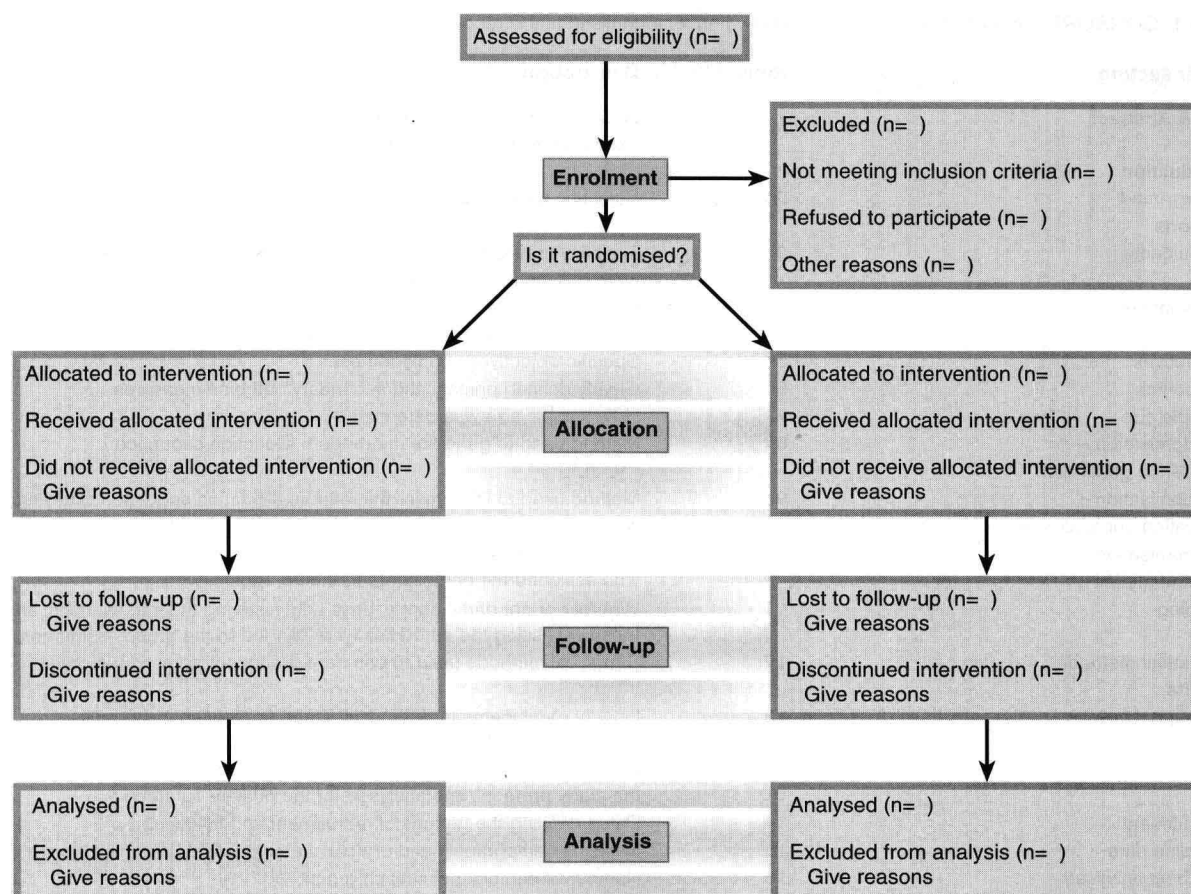 Assessed for eligibility (n= )
Excluded (n= )
Not meeting inclusion criteria (n= )
Refused to participate (n= )
Other reasons (n= )
Enrolment
Is it randomised?
Allocated to intervention (n= )
Received allocated intervention (n= )
Did not receive allocated intervention (n= )
Give reasons
Allocation
Allocated to intervention (n= )
Received allocated intervention (n= )
Did not receive allocated intervention (n= )
Give reasons
Lost to follow-up (n= )
Give reasons
Discontinued intervention (n= )
Give reasons
Follow-up
Lost to follow-up (n= )
Give reasons
Discontinued intervention (n= )
Give reasons
Analysed (n= )
Excluded from analysis (n= )
Give reasons
Analysis
Analysed (n= )
Excluded from analysis (n= )
Give reasons